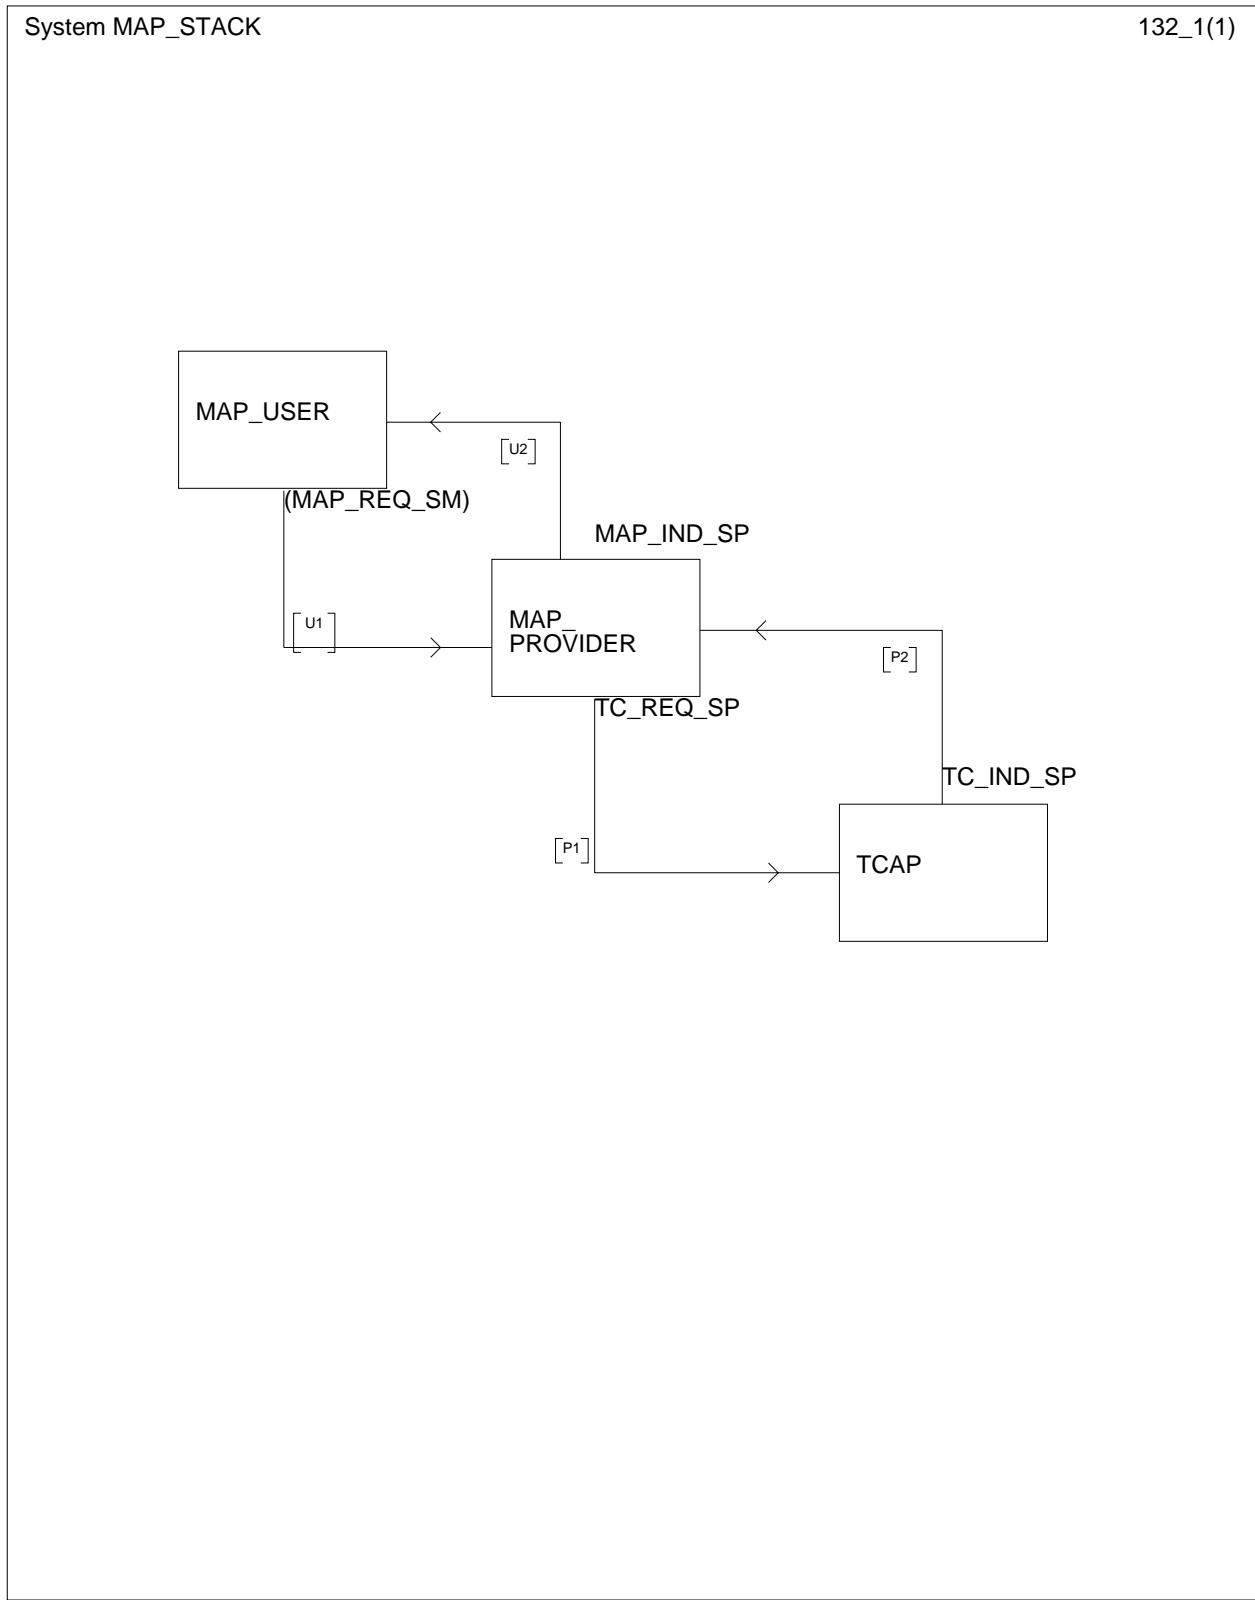 System MAP_STACK
132_1(1)
MAP_USER
[U2]
(MAP_REQ_SM)
MAP_IND_SP
[U1]
MAP_
PROVIDER
[P2]
TC_REQ_SP
TC_IND_SP
[P1]
TCAP